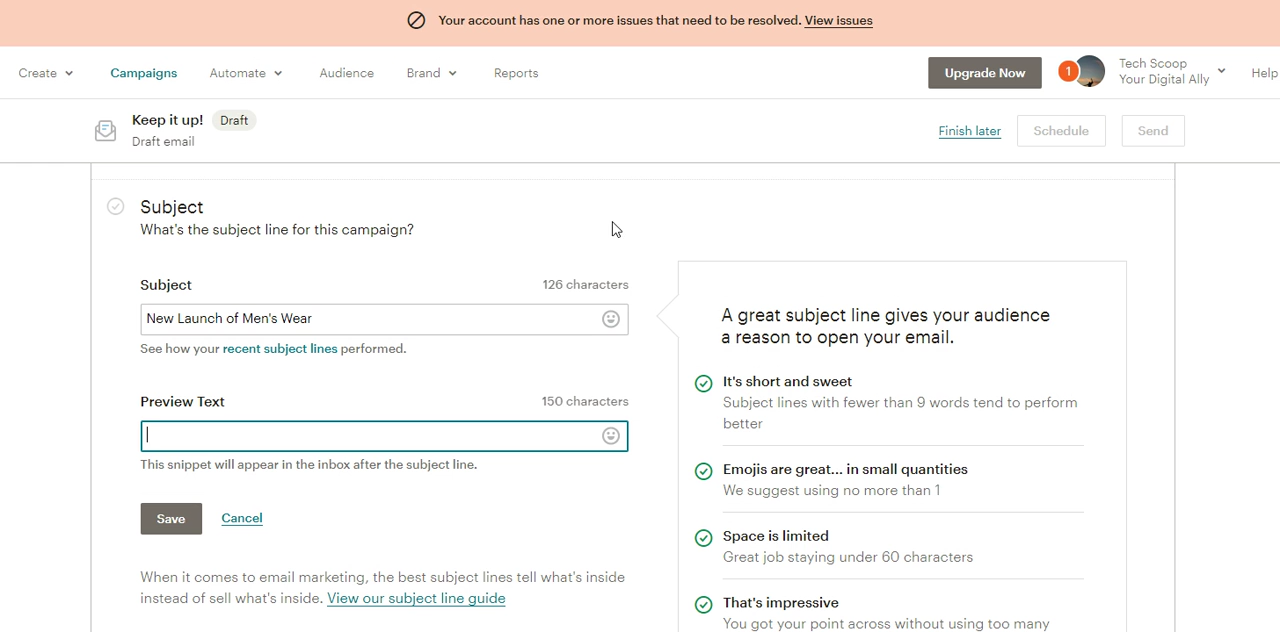 Your account has one or more issues that need to be resolved. View issues
Create
Campaigns
Automate
Audience
Brand
Reports
Upgrade Now
1
Tech Scoop
Your Digital Ally
Help
Keep it up!
Draft
Draft email
Finish later
Schedule
Send
Subject
What's the subject line for this campaign?
Subject
126 characters
New Launch of Men's Wear
See how your recent subject lines performed.
Preview Text
150 characters
This snippet will appear in the inbox after the subject line.
Save
Cancel
When it comes to email marketing, the best subject lines tell what's inside
instead of sell what's inside. View our subject line guide
A great subject line gives your audience
a reason to open your email.
It's short and sweet
Subject lines with fewer than 9 words tend to perform
better
Emojis are great... in small quantities
We suggest using no more than 1
Space is limited
Great job staying under 60 characters
That's impressive
You got your point across without using too many